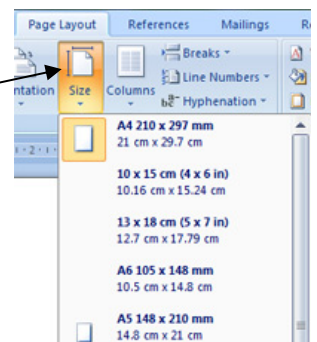 Page Layout References Mailings R
Breaks
Line Numbers
ntation Size Columns
Hyphenation
A4 210 x 297 mm
21 cm x 29.7 cm
10 x 15 cm (4 x 6 in)
10.16 cm x 15.24 cm
13 x 18 cm (5 x 7 in)
12.7 cm x 17.79 cm
A6 105 x 148 mm
10.5 cm x 14.8 cm
A5 148 x 210 mm
14.8 cm x 21 cm